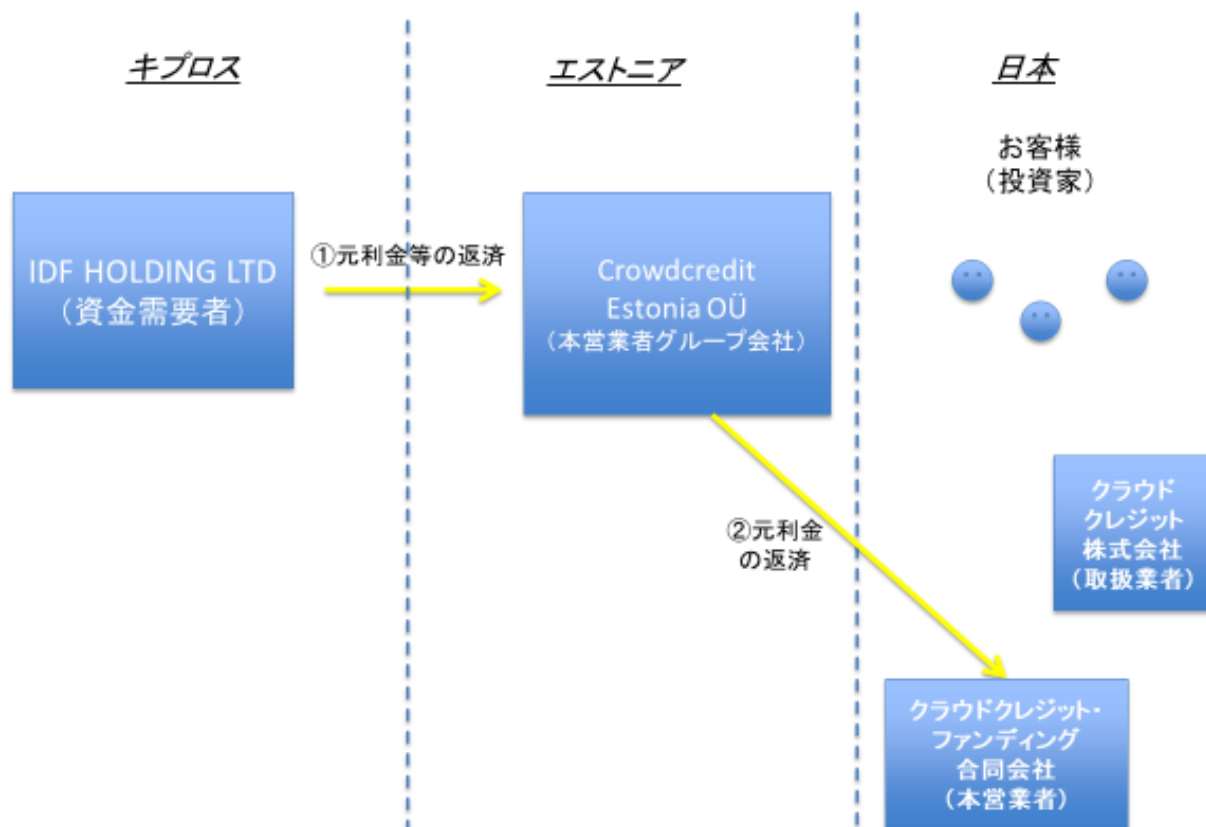 キプロス
エストニア
日本
お客様
（投資家）
IDF HOLDING LTD
（資金需要者）
①元利金等の返済
Crowdcredit
Estonia OÜ
（本営業者グループ会社）
クラウド
クレジット
株式会社
（取扱業者）
②元利金
の返済
クラウドクレジット・
ファンディング
合同会社
（本営業者）